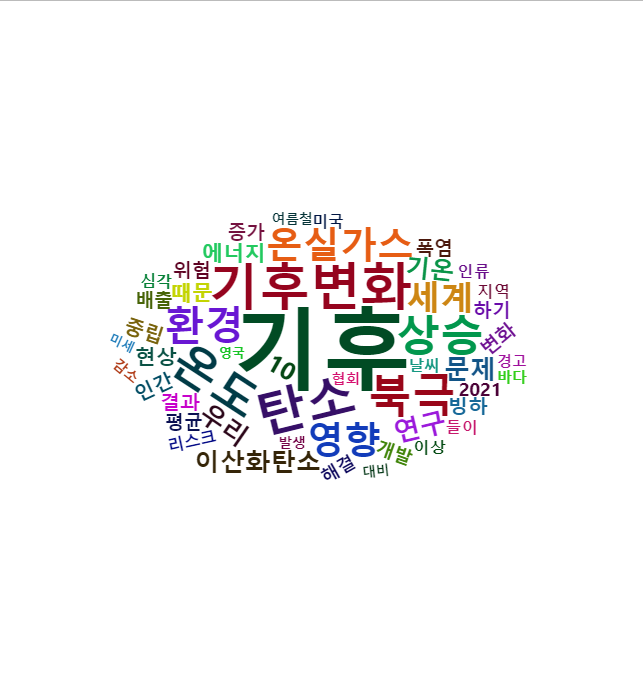 여름철 미국
증가 온실가스 폭염
에너지 기온 인류
심각 위험 기후변화 세계 지역
배출 때문 하기
중립 환경 기후 상승 변화
미세 현상 온도 영국 10 날씨 문제 경고
감소 인간 탄소 협회 북극 2021 바다
결과 우리 빙하
평균 영향 연구 들이
리스크 발생 개발 이상
이산화탄소 해결 대비